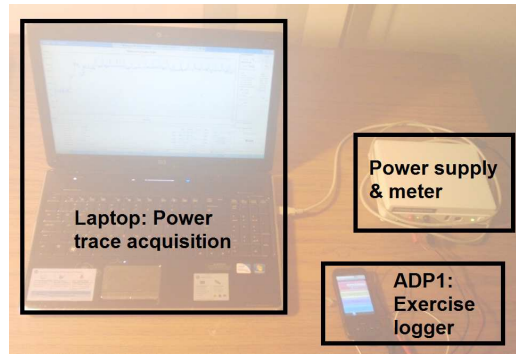 Laptop: Power
trace acquisition
Power supply
& meter
ADP1:
Exercise
logger